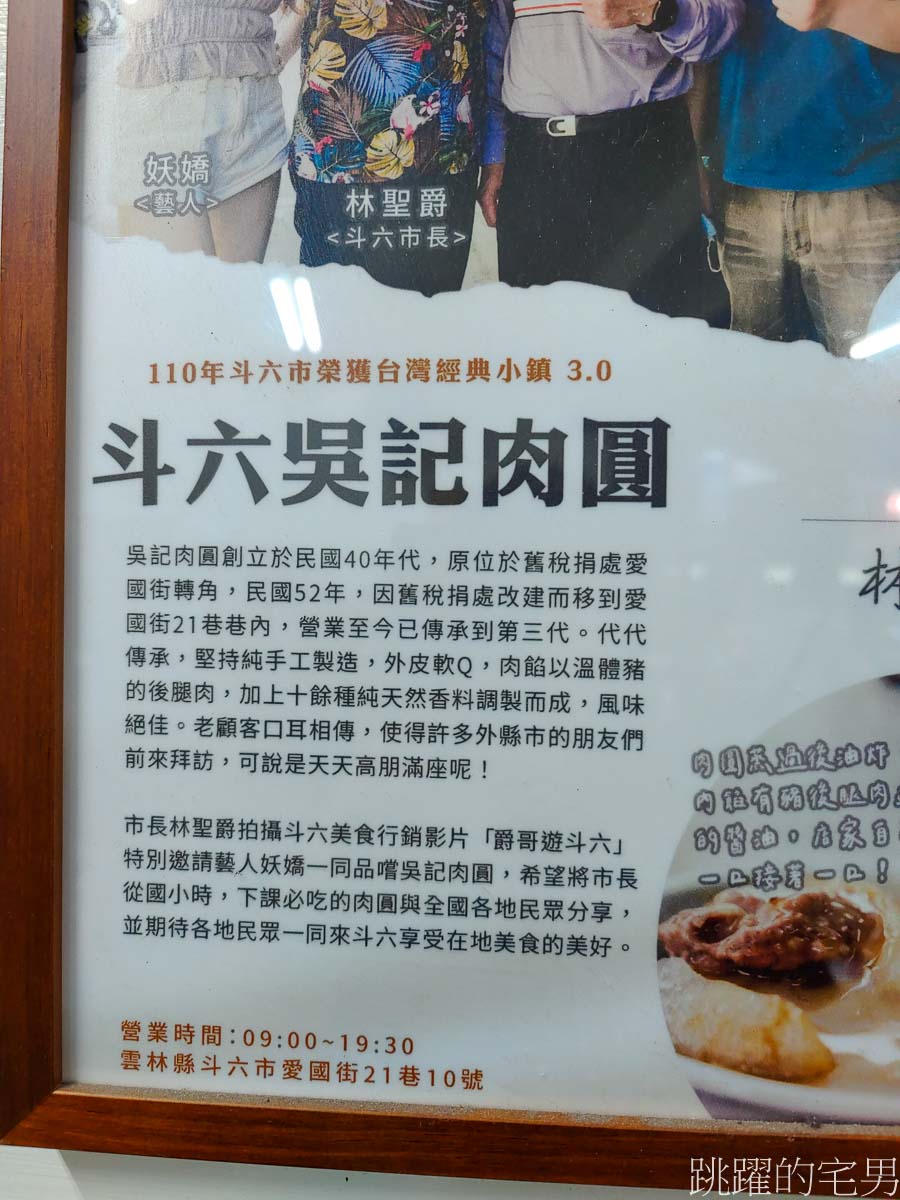 妖嬌
<藝人>
林聖爵
<斗六市長>
110年斗六市榮獲台灣經典小鎮 3.0
斗六吳記肉圓
吳記肉圓創立於民國40年代，原位於舊稅捐處愛
國街轉角，民國52年，因舊稅捐處改建而移到愛
國街21巷巷內，營業至今已傳承到第三代。代代
傳承，堅持純手工製造，外皮軟Q，肉餡以溫體豬
的後腿肉，加上十餘種純天然香料調製而成，風味
絕佳。老顧客口耳相傳，使得許多外縣市的朋友們
前來拜訪，可說是天天高朋滿座呢！
市長林聖爵拍攝斗六美食行銷影片「爵哥遊斗六」
特別邀請藝人妖嬌一同品嚐吳記肉圓，希望將市長
從國小時，下課必吃的肉圓與全國各地民眾分享，
並期待各地民眾一同來斗六享受在地美食的美好。
營業時間：09:00~19:30
雲林縣斗六市愛國街21巷10號
林
肉圓蒸過後油炸
內餡有豬後腿肉
的醬油，店家自
一口接著一口！
跳躍的宅男